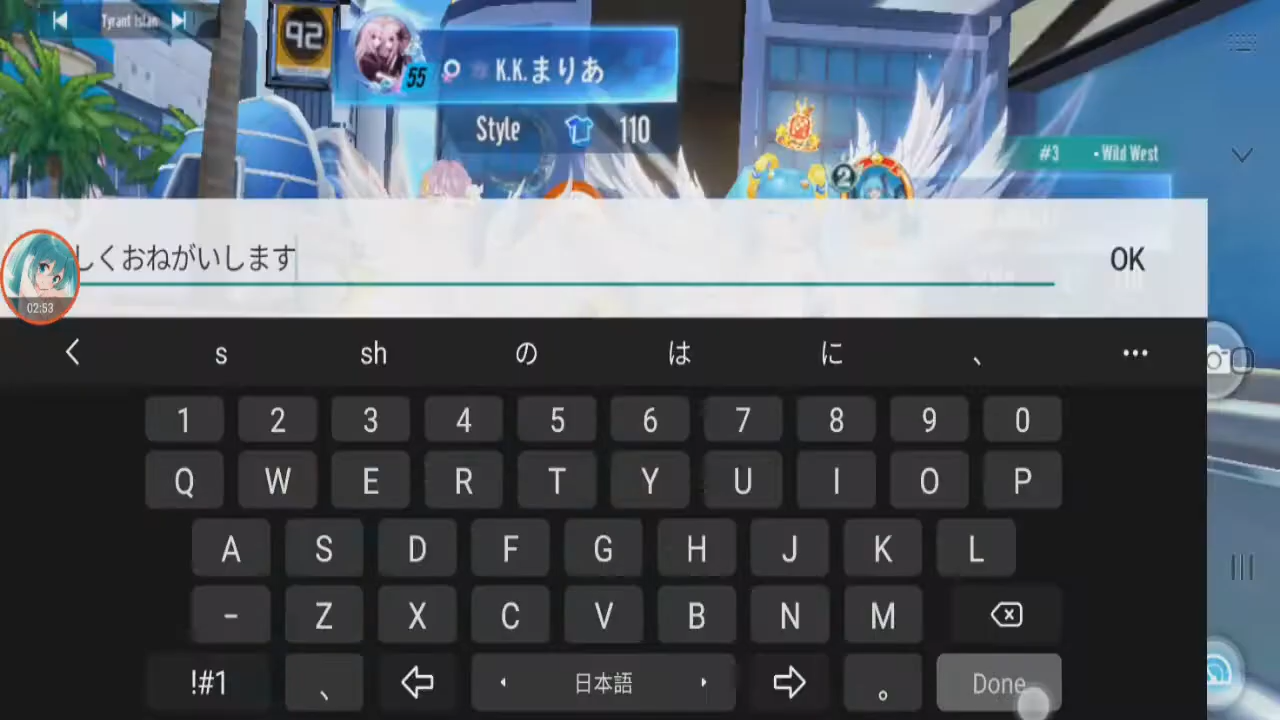 Tyrant Islan
92
55 K.K.まりあ
Style 110
#3 • Wild West
2
しくおねがいします
OK
02:53
s sh の は に 、 •••
1 2 3 4 5 6 7 8 9 0
Q W E R T Y U I O P
A S D F G H J K L
- Z X C V B N M
!#1 、 日本語 。 Done